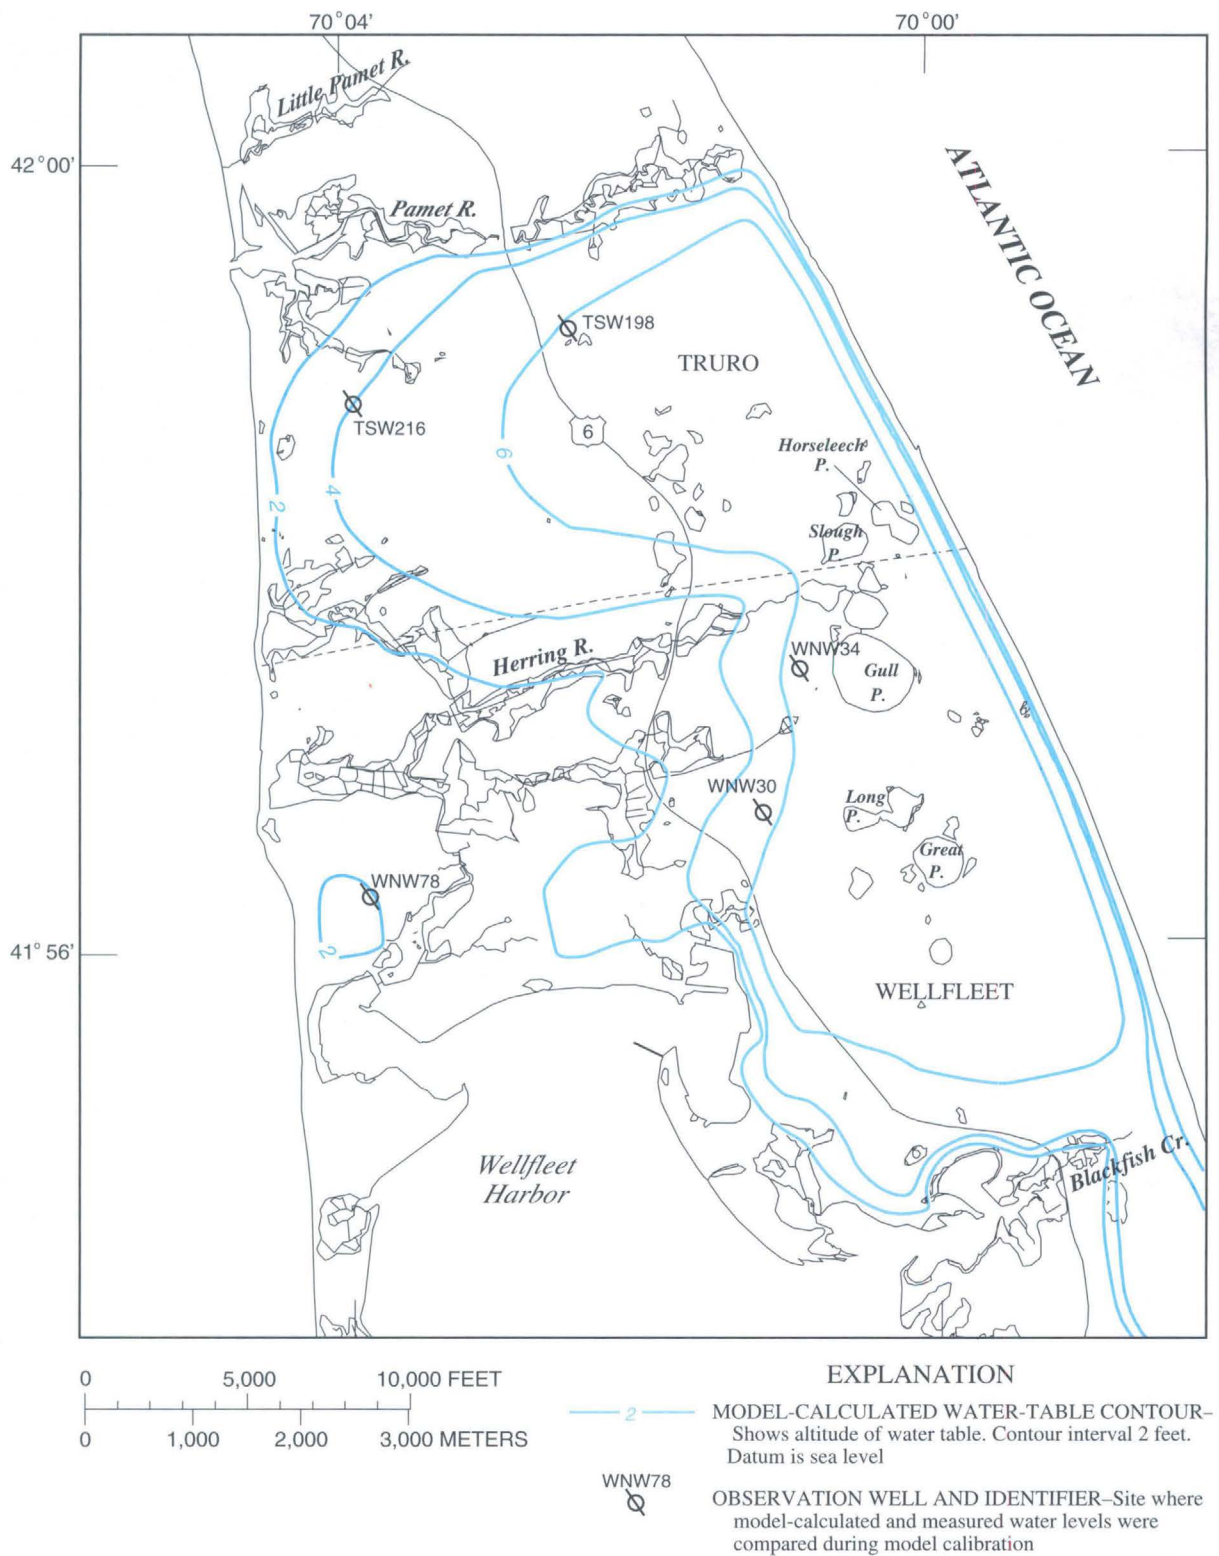 70°04'
70°00'
Little Pamet R.
42°00'
ATLANTIC OCEAN
Pamet R.
TSW198
TRURO
TSW216
6
Horseleech
P.
6
4
2
Slough
P.
Herring R.
WNW34
Gull
P.
WNW30
Long
P.
Great
P.
WNW78
2
41°56'
WELLFLEET
Wellfleet
Harbor
Blackfish Cr.
0 5,000 10,000 FEET
0 1,000 2,000 3,000 METERS
EXPLANATION
2
MODEL-CALCULATED WATER-TABLE CONTOUR–
Shows altitude of water table. Contour interval 2 feet.
Datum is sea level
WNW78
OBSERVATION WELL AND IDENTIFIER–Site where
model-calculated and measured water levels were
compared during model calibration